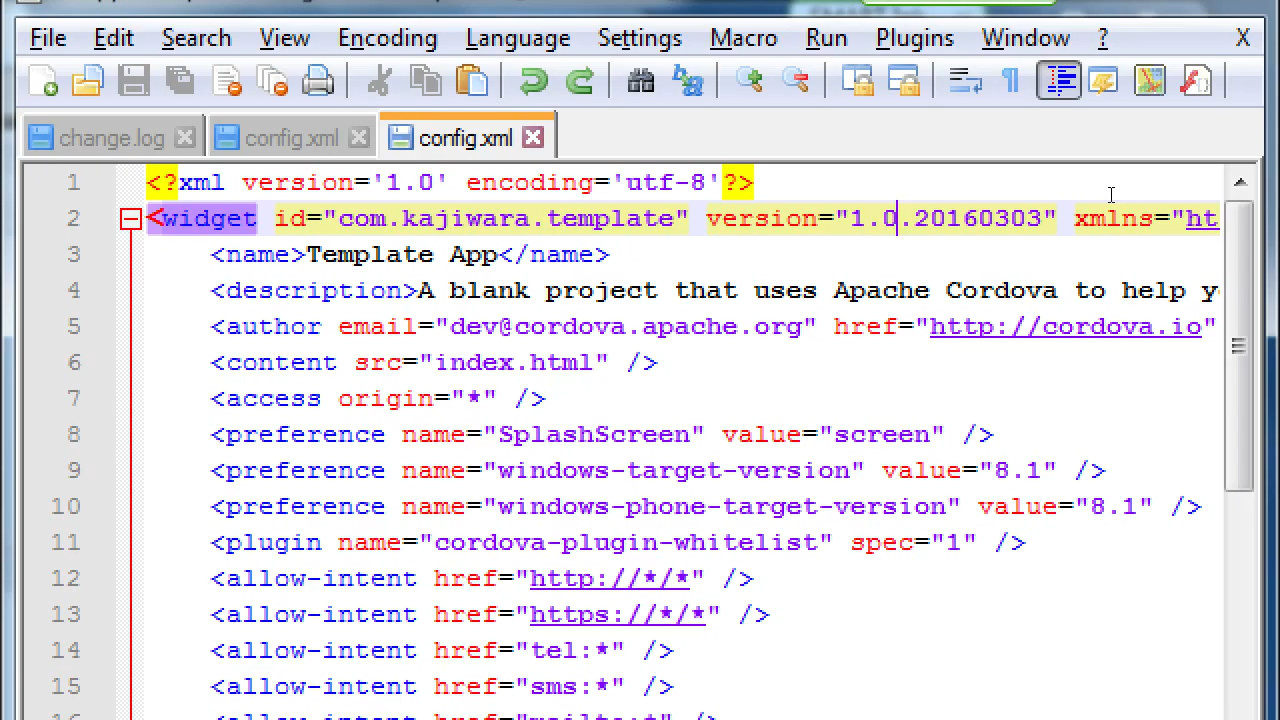 File Edit Search View Encoding Language Settings Macro Run Plugins Window ? X
change.log config.xml config.xml
1 <?xml version='1.0' encoding='utf-8'?>
2 <widget id="com.kajiwara.template" version="1.0.20160303" xmlns="ht
3 <name>Template App</name>
4 <description>A blank project that uses Apache Cordova to help y
5 <author email="dev@cordova.apache.org" href="http://cordova.io"
6 <content src="index.html" />
7 <access origin="*" />
8 <preference name="SplashScreen" value="screen" />
9 <preference name="windows-target-version" value="8.1" />
10 <preference name="windows-phone-target-version" value="8.1" />
11 <plugin name="cordova-plugin-whitelist" spec="1" />
12 <allow-intent href="http://*/*" />
13 <allow-intent href="https://*/*" />
14 <allow-intent href="tel:*" />
15 <allow-intent href="sms:*" />